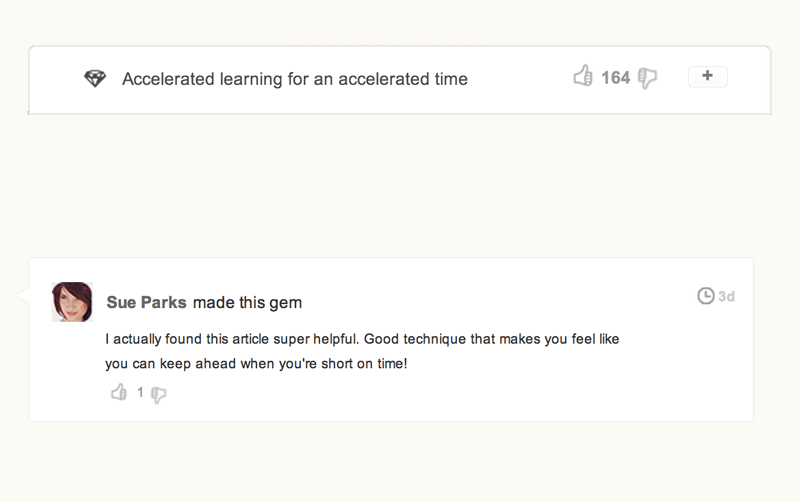 Accelerated learning for an accelerated time
164
+
Sue Parks made this gem
3d
I actually found this article super helpful. Good technique that makes you feel like
you can keep ahead when you're short on time!
1